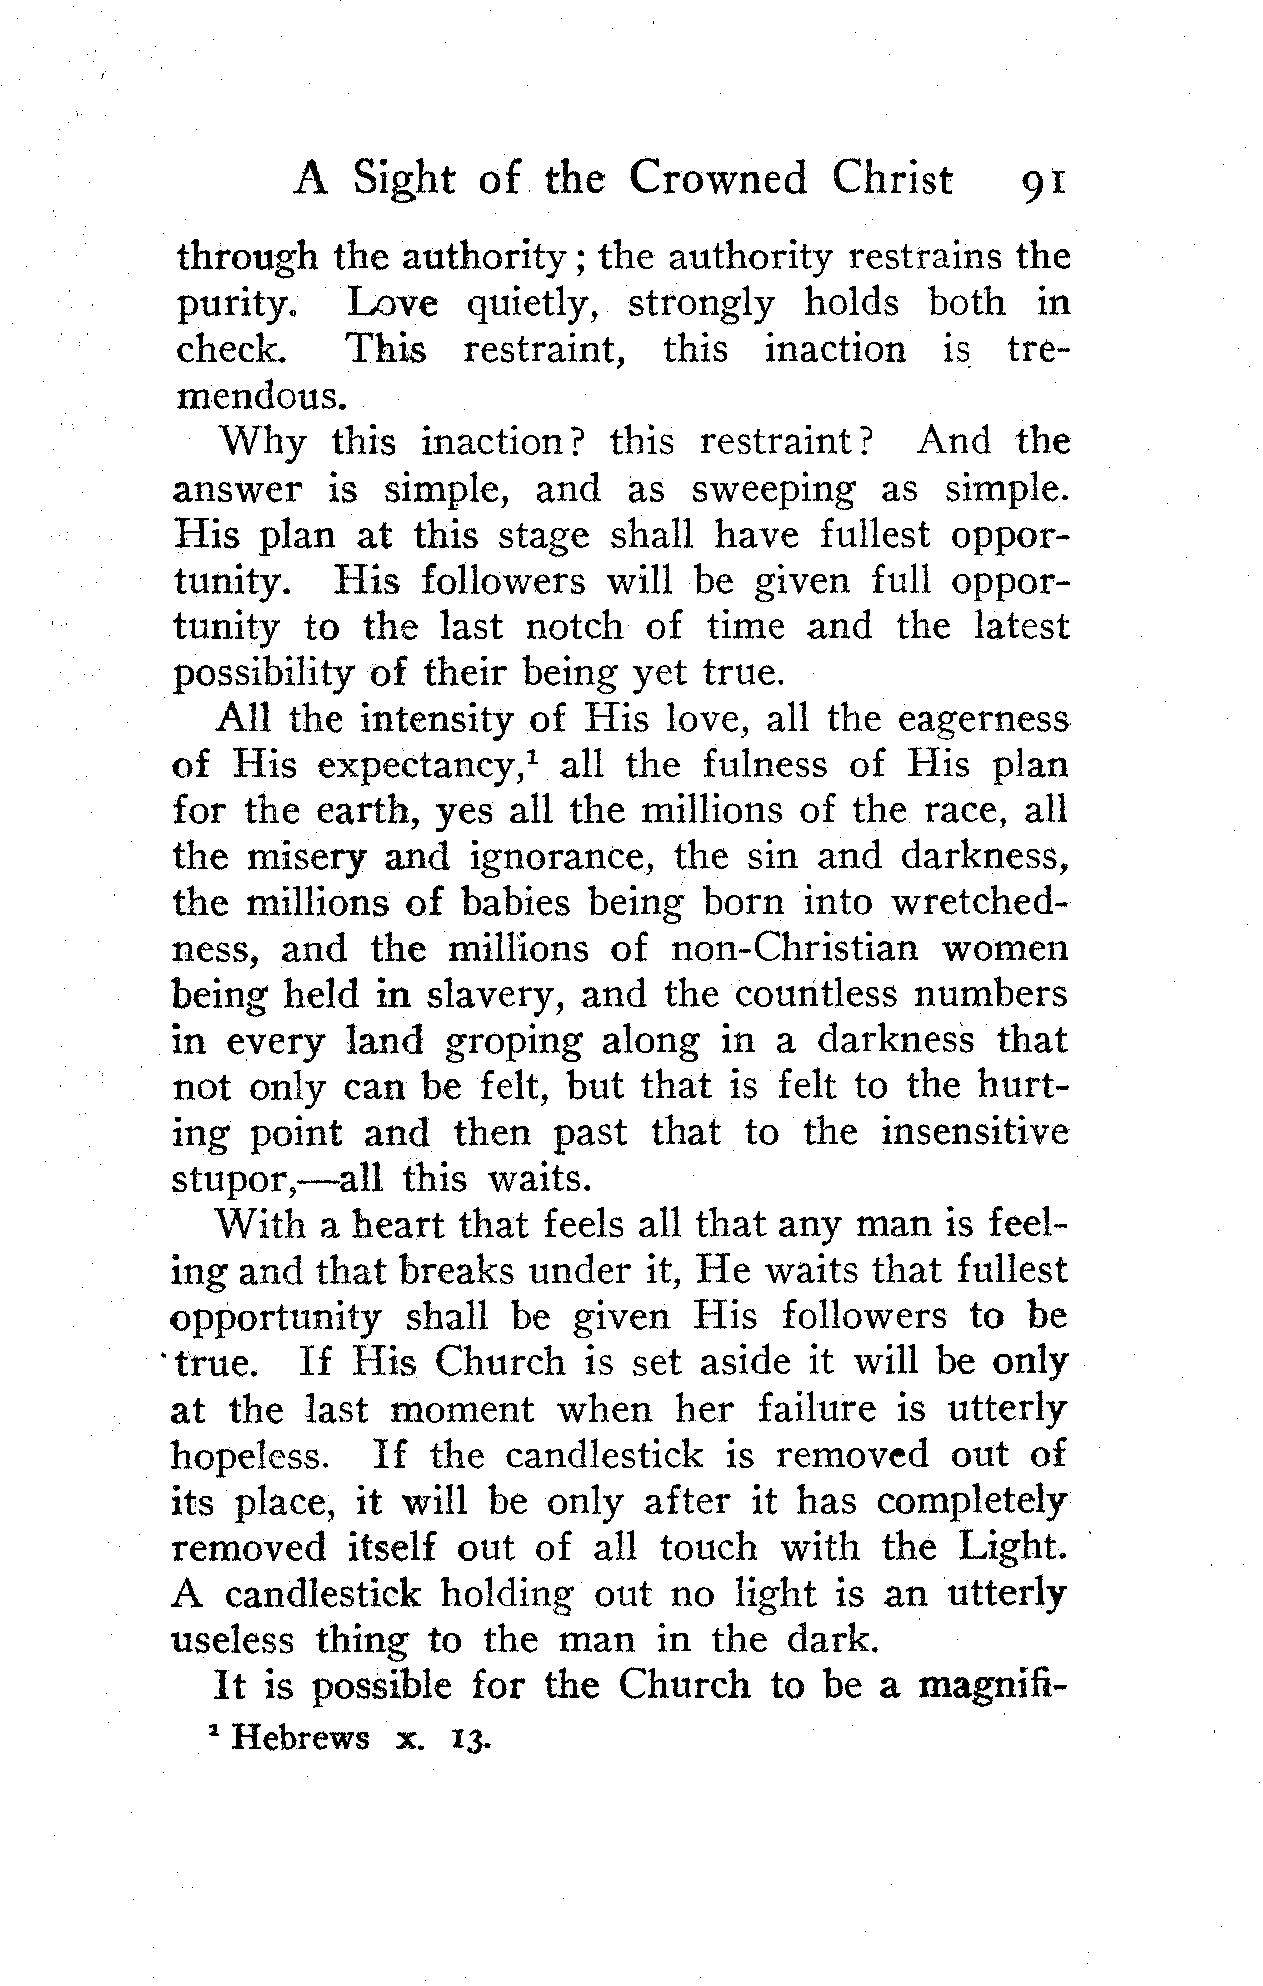 A Sight of the Crowned Christ 91
through the authority; the authority restrains the
purity. Love quietly, strongly holds both in
check. This restraint, this inaction is tre-
mendous.
Why this inaction? this restraint? And the
answer is simple, and as sweeping as simple.
His plan at this stage shall have fullest oppor-
tunity. His followers will be given full oppor-
tunity to the last notch of time and the latest
possibility of their being yet true.
All the intensity of His love, all the eagerness
of His expectancy,¹ all the fulness of His plan
for the earth, yes all the millions of the race, all
the misery and ignorance, the sin and darkness,
the millions of babies being born into wretched-
ness, and the millions of non-Christian women
being held in slavery, and the countless numbers
in every land groping along in a darkness that
not only can be felt, but that is felt to the hurt-
ing point and then past that to the insensitive
stupor,—all this waits.
With a heart that feels all that any man is feel-
ing and that breaks under it, He waits that fullest
opportunity shall be given His followers to be
true. If His Church is set aside it will be only
at the last moment when her failure is utterly
hopeless. If the candlestick is removed out of
its place, it will be only after it has completely
removed itself out of all touch with the Light.
A candlestick holding out no light is an utterly
useless thing to the man in the dark.
It is possible for the Church to be a magnifi-
¹ Hebrews x. 13.